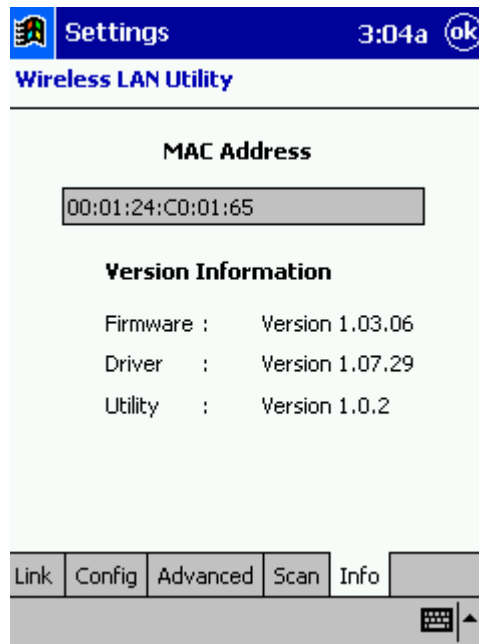 Settings 3:04a ok
Wireless LAN Utility
MAC Address
00:01:24:C0:01:65
Version Information
Firmware : Version 1.03.06
Driver : Version 1.07.29
Utility : Version 1.0.2
Link Config Advanced Scan Info